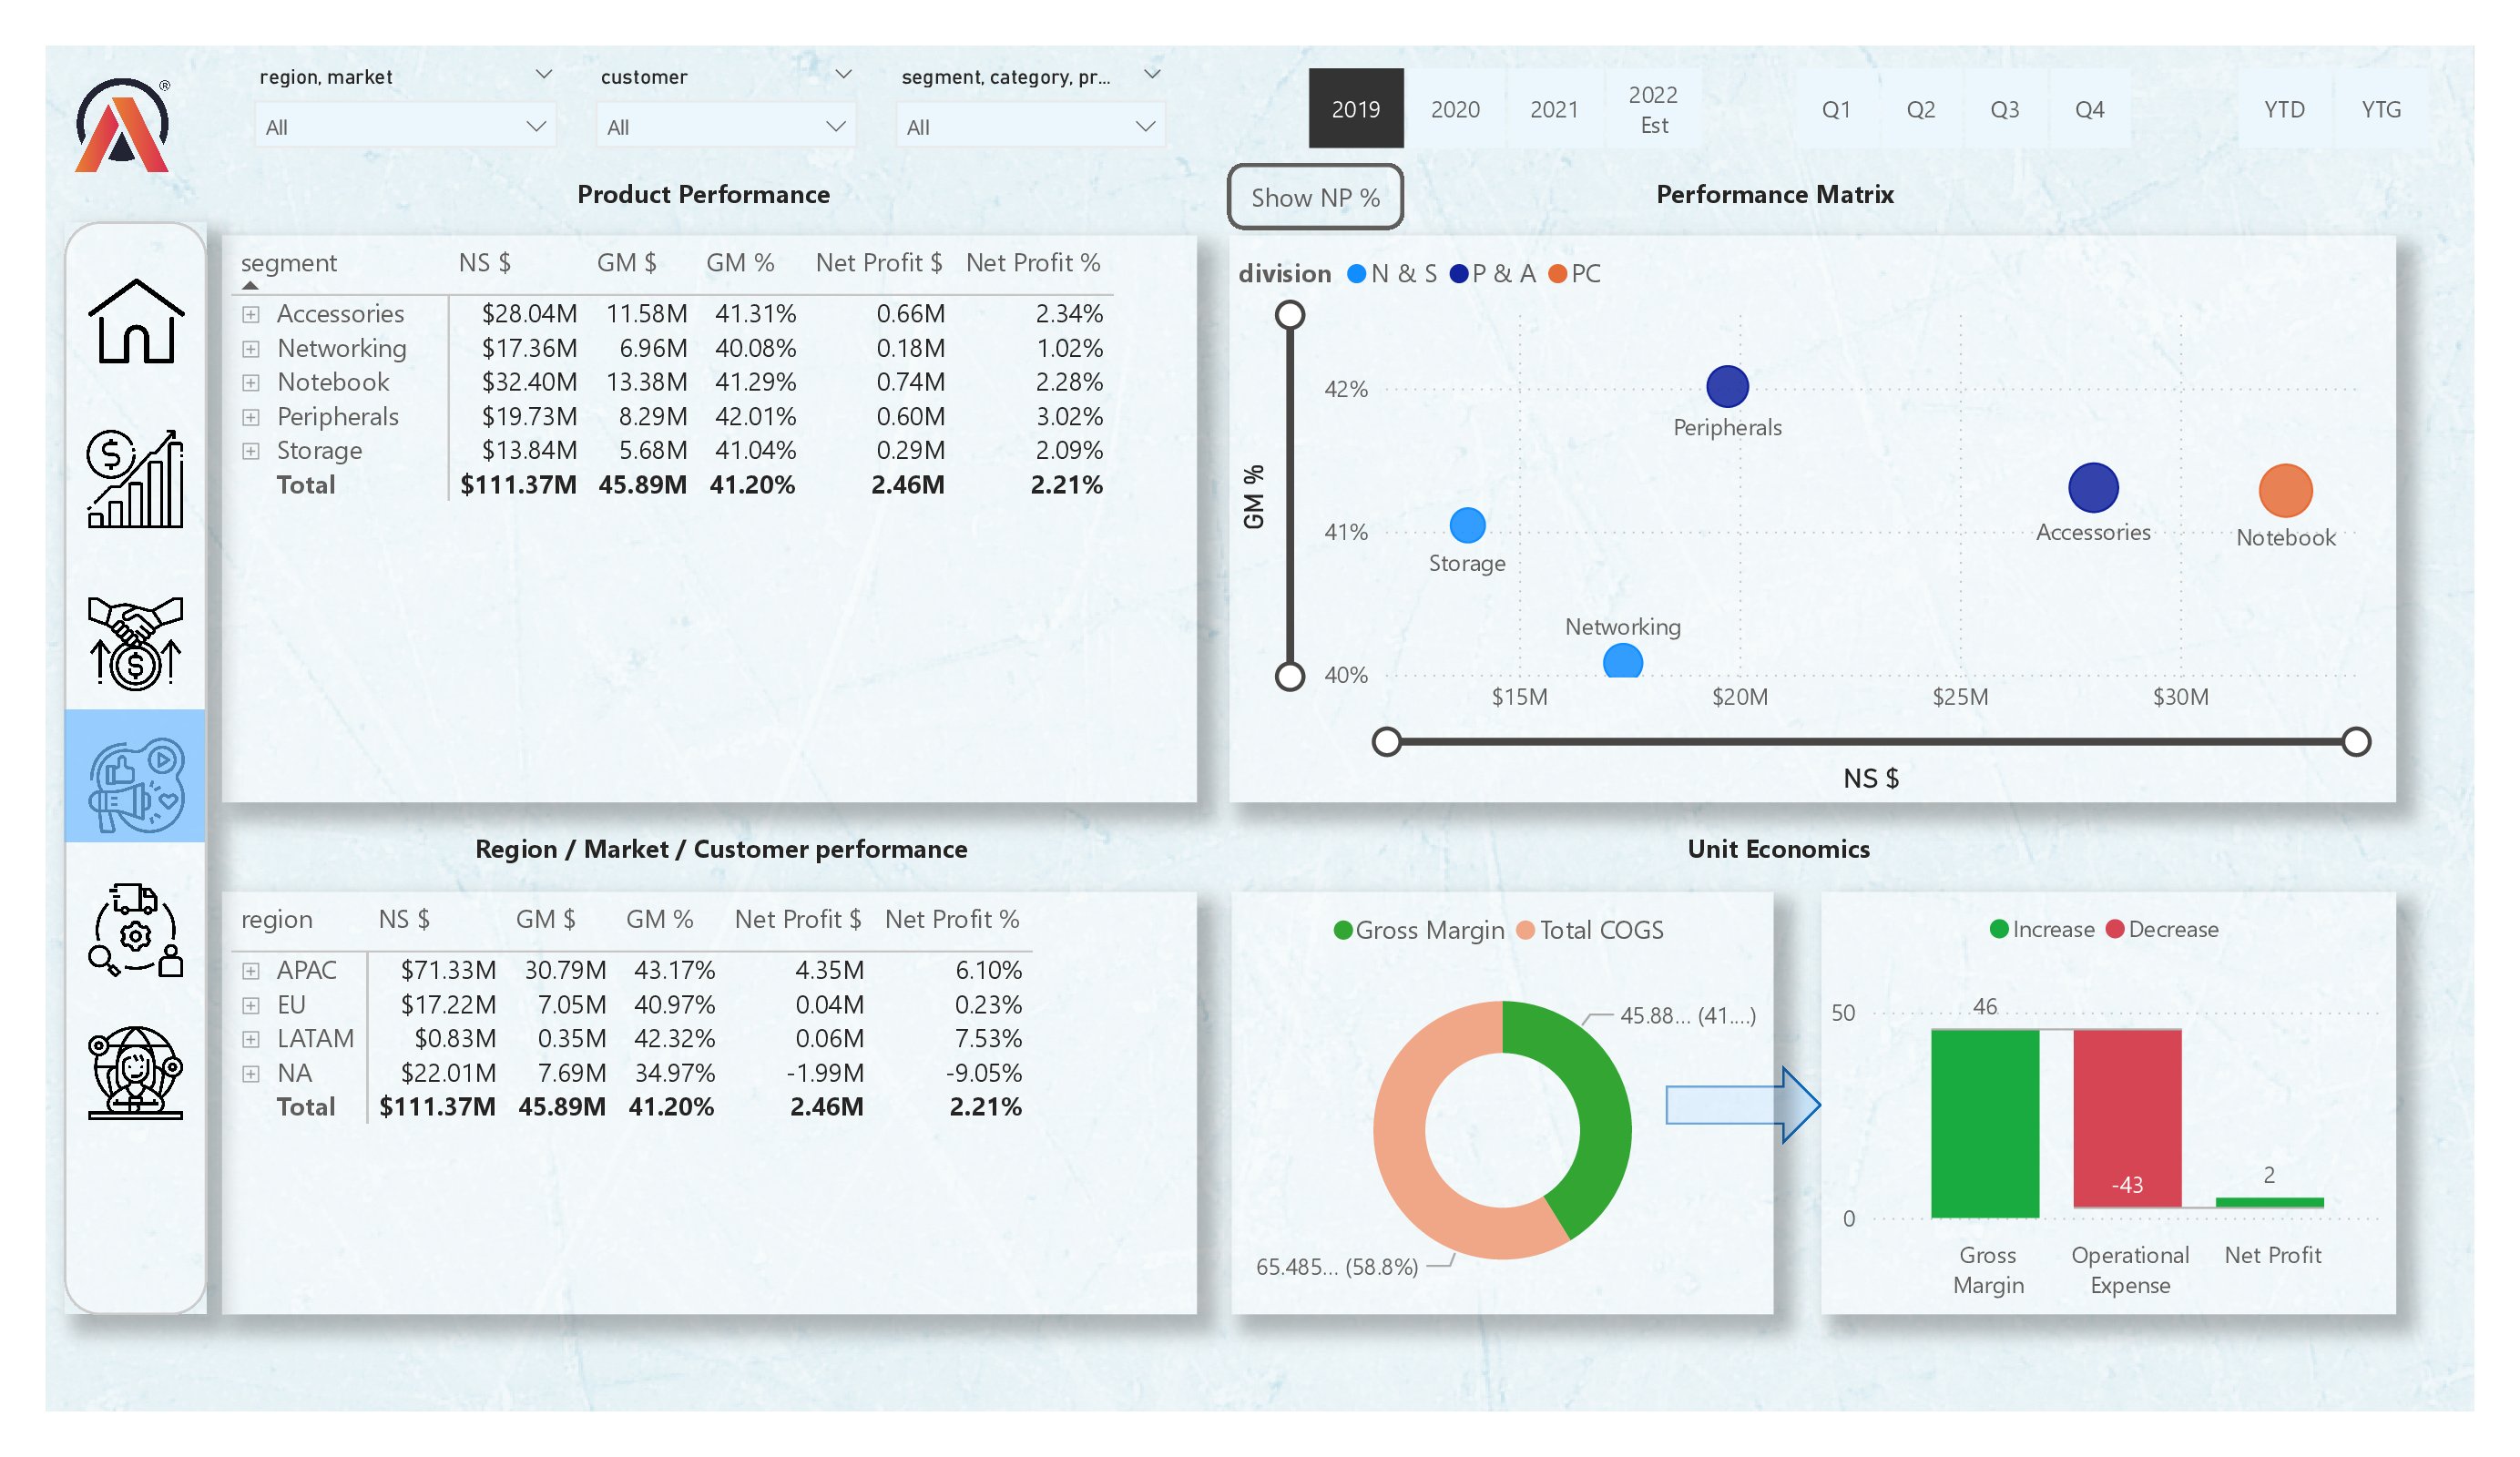 region, market
customer
segment, category, pr...
All
All
All
2019
2020
2021
2022
Est
Q1
Q2
Q3
Q4
YTD
YTG
®
Product Performance
segment NS $ GM $ GM % Net Profit $ Net Profit %
Accessories $28.04M 11.58M 41.31% 0.66M 2.34%
Networking $17.36M 6.96M 40.08% 0.18M 1.02%
Notebook $32.40M 13.38M 41.29% 0.74M 2.28%
Peripherals $19.73M 8.29M 42.01% 0.60M 3.02%
Storage $13.84M 5.68M 41.04% 0.29M 2.09%
Total $111.37M 45.89M 41.20% 2.46M 2.21%
Show NP %
Performance Matrix
division N & S P & A PC
GM %
42%
41%
40%
Peripherals
Accessories
Notebook
Storage
Networking
$15M $20M $25M $30M
NS $
Region / Market / Customer performance
region NS $ GM $ GM % Net Profit $ Net Profit %
APAC $71.33M 30.79M 43.17% 4.35M 6.10%
EU $17.22M 7.05M 40.97% 0.04M 0.23%
LATAM $0.83M 0.35M 42.32% 0.06M 7.53%
NA $22.01M 7.69M 34.97% -1.99M -9.05%
Total $111.37M 45.89M 41.20% 2.46M 2.21%
Unit Economics
Gross Margin Total COGS
45.88... (41....)
65.485... (58.8%)
$
$
Increase Decrease
50
0
46
-43
2
Gross
Margin
Operational
Expense
Net Profit